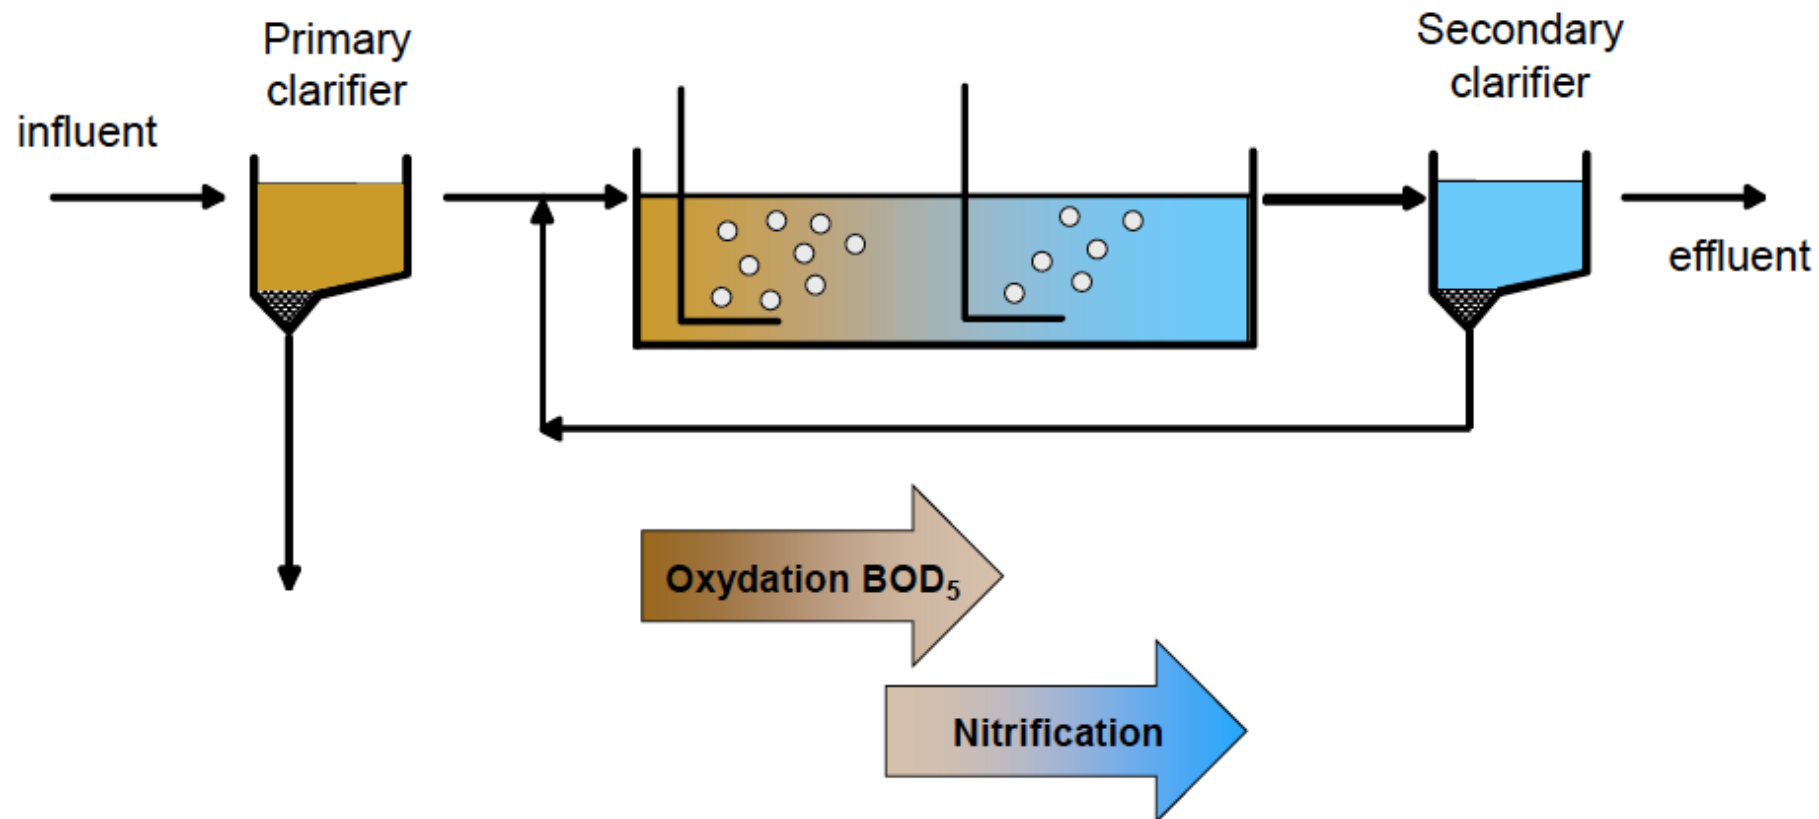 Primary
clarifier
influent
Secondary
clarifier
effluent
Oxydation BOD₅
Nitrification